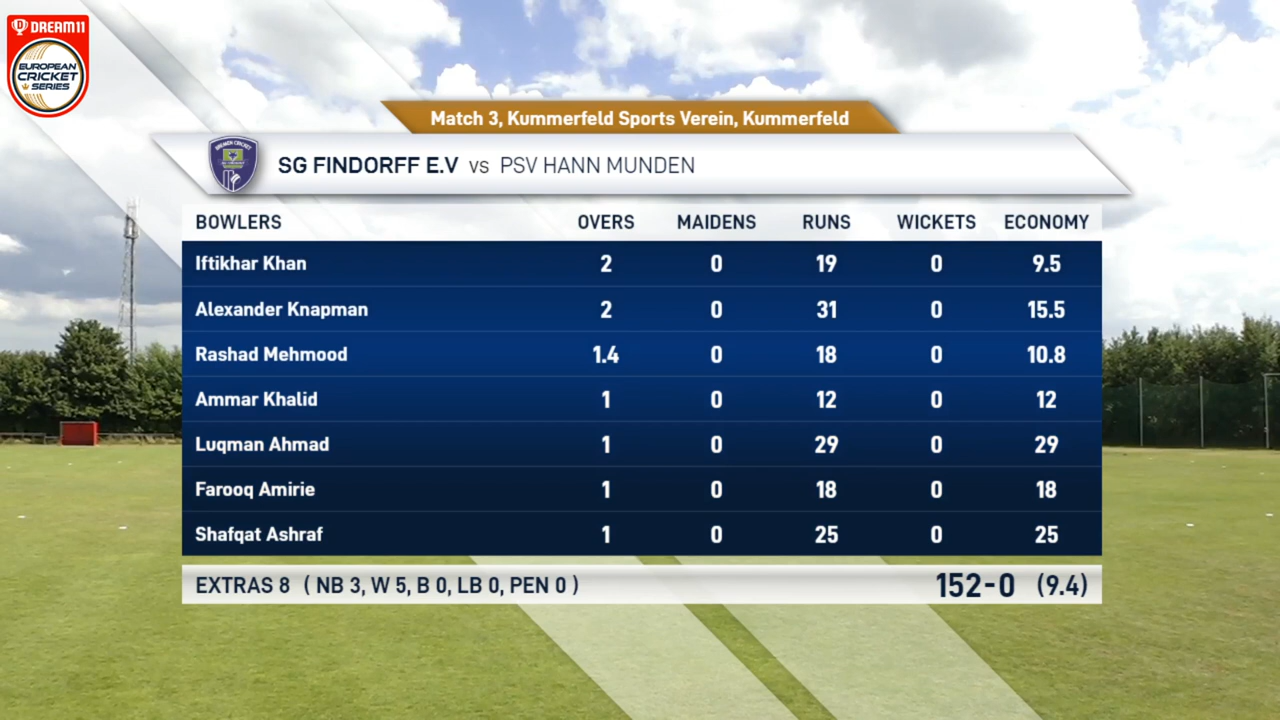 DREAM11
EUROPEAN
CRICKET
SERIES
Match 3, Kummerfeld Sports Verein, Kummerfeld
SG FINDORFF E.V vs PSV HANN MUNDEN
BOWLERS OVERS MAIDENS RUNS WICKETS ECONOMY
Iftikhar Khan 2 0 19 0 9.5
Alexander Knapman 2 0 31 0 15.5
Rashad Mehmood 1.4 0 18 0 10.8
Ammar Khalid 1 0 12 0 12
Luqman Ahmad 1 0 29 0 29
Farooq Amirie 1 0 18 0 18
Shafqat Ashraf 1 0 25 0 25
EXTRAS 8 ( NB 3, W 5, B 0, LB 0, PEN 0 ) 152-0 (9.4)